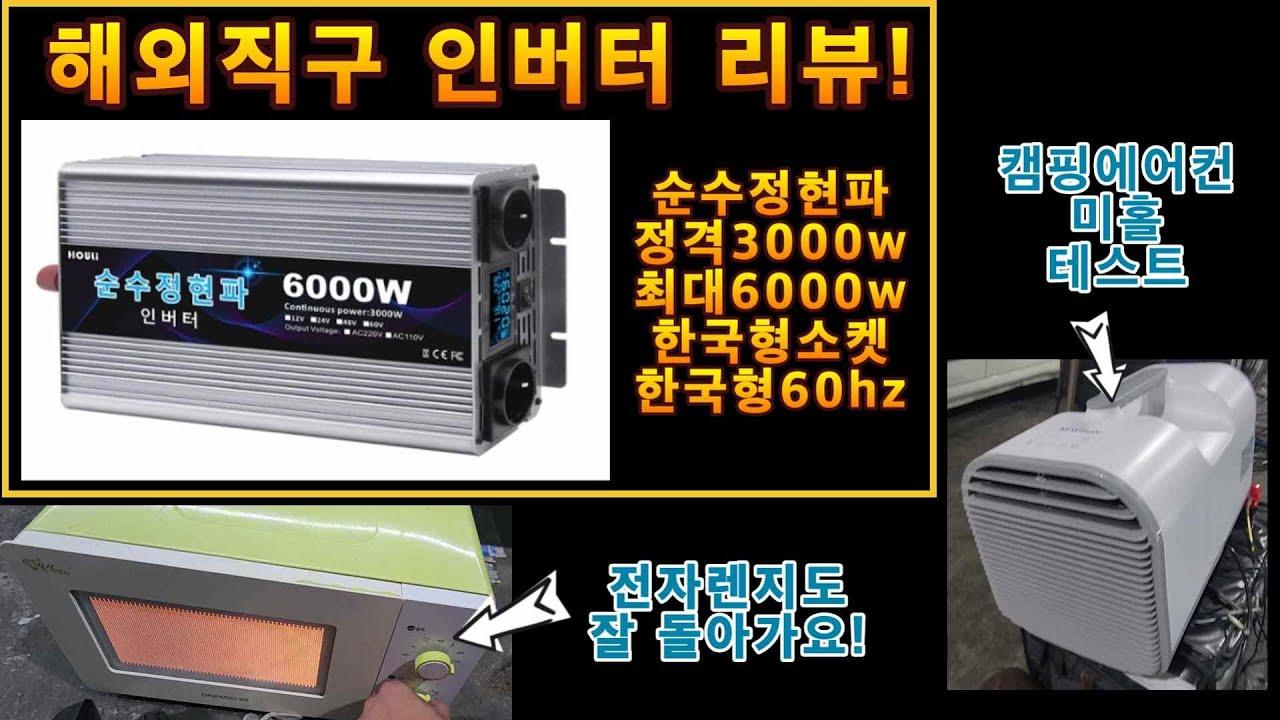 해외직구 인버터 리뷰!
HOULI
순수정현파
인버터
6000W
Continuous power:3000W
■12V ■24V ■48V ■60V
Output Voltage: ■AC220V ■AC110V
CE FC
순수정현파
정격3000w
최대6000w
한국형소켓
한국형60hz
캠핑에어컨
미홀
테스트
전자렌지도
잘 돌아가요!